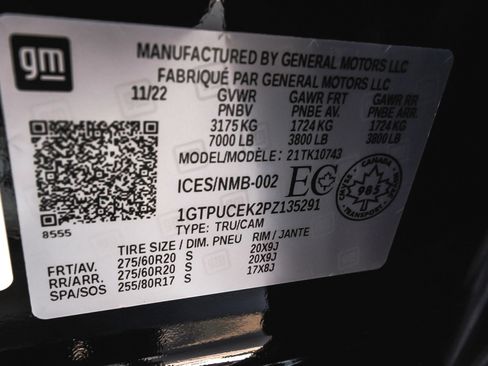 gm
MANUFACTURED BY GENERAL MOTORS LLC
FABRIQUÉ PAR GENERAL MOTORS LLC
11/22 GVWR GAWR FRT GAWR RR
PNBV PNBE AV. PNBE ARR.
3175 KG 1724 KG 1724 KG
7000 LB 3800 LB 3800 LB
MODEL/MODÈLE: 21TK10743
ICES/NMB-002
CANADA
985
1GTPUCEK2PZ135291
8555
TYPE: TRU/CAM
TIRE SIZE / DIM. PNEU RIM / JANTE
FRT/AV. 275/60R20 S 20X9J
RR/ARR. 275/60R20 S 20X9J
SPA/SOS 255/80R17 S 17X8J